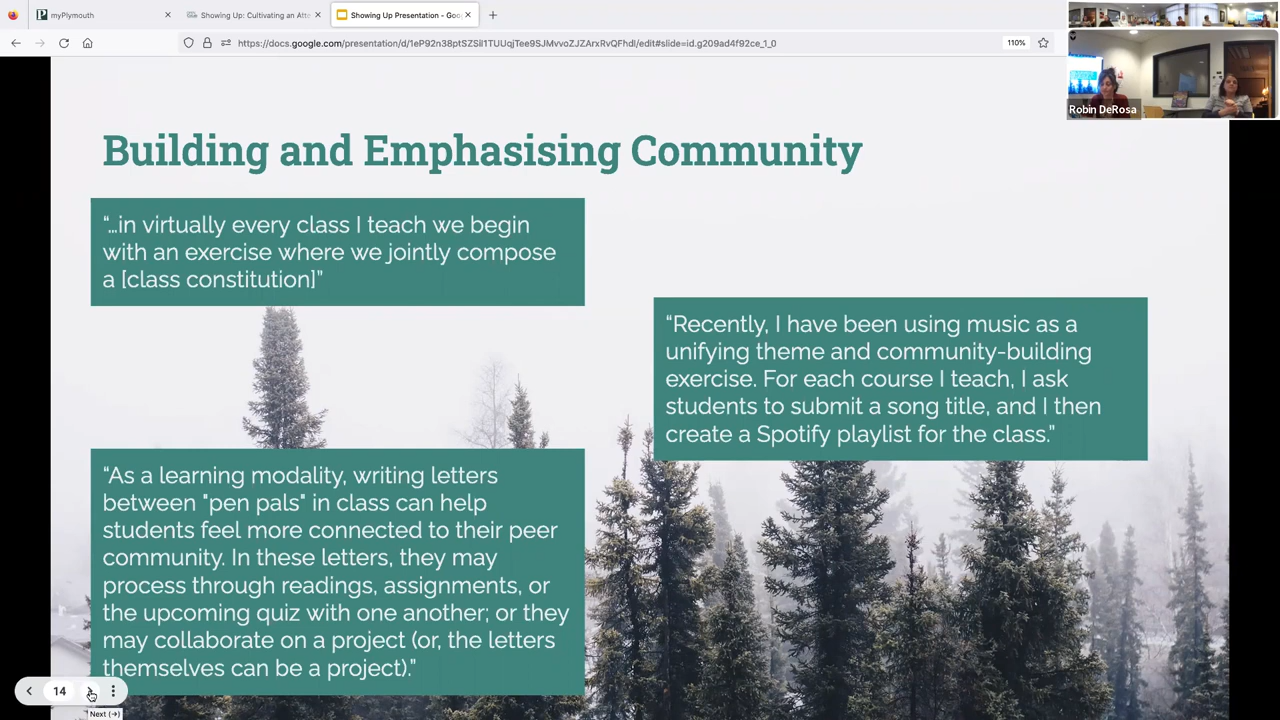 myPlymouth
Showing Up: Cultivating an Atte
Showing Up Presentation - Goo
https://docs.google.com/presentation/d/1eP92n38ptSZSiI1TUUqjTee9SJMvvoZJZArxRvQFhdI/edit#slide=id.g209ad4f92ce_1_0
110%
Robin DeRosa
Building and Emphasising Community
“…in virtually every class I teach we begin
with an exercise where we jointly compose
a [class constitution]”
“Recently, I have been using music as a
unifying theme and community-building
exercise. For each course I teach, I ask
students to submit a song title, and I then
create a Spotify playlist for the class.”
“As a learning modality, writing letters
between "pen pals" in class can help
students feel more connected to their peer
community. In these letters, they may
process through readings, assignments, or
the upcoming quiz with one another; or they
may collaborate on a project (or, the letters
themselves can be a project).”
14
Next (→)